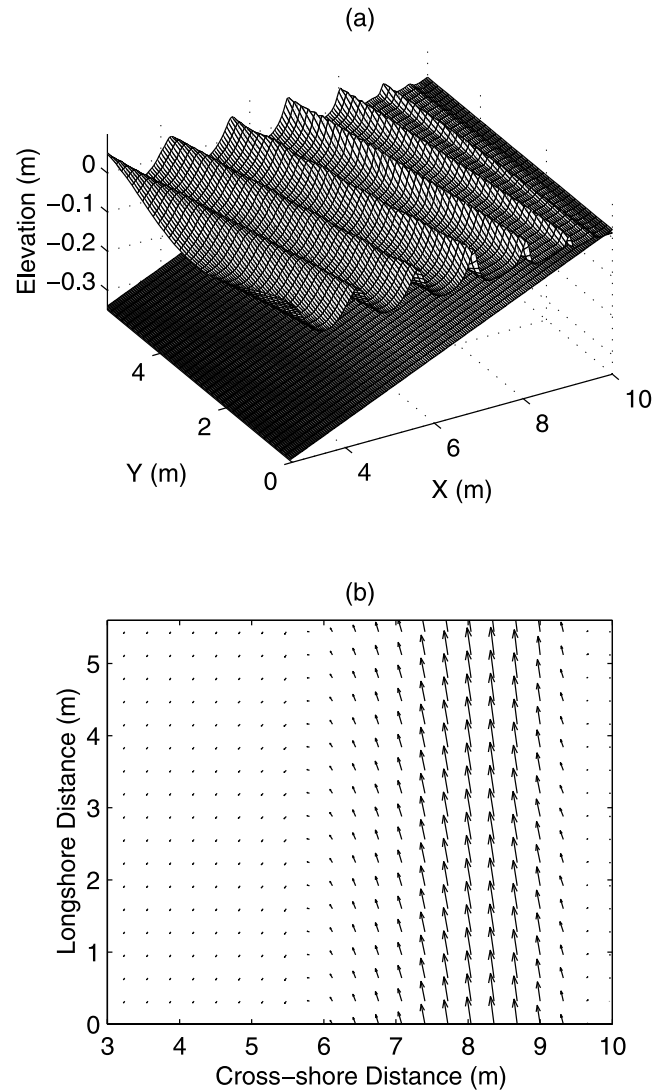 (a)
Elevation (m)
0
−0.1
−0.2
−0.3
4
2
0
Y (m)
4
6
8
10
X (m)
(b)
Longshore Distance (m)
5
4
3
2
1
0
3 4 5 6 7 8 9 10
Cross−shore Distance (m)